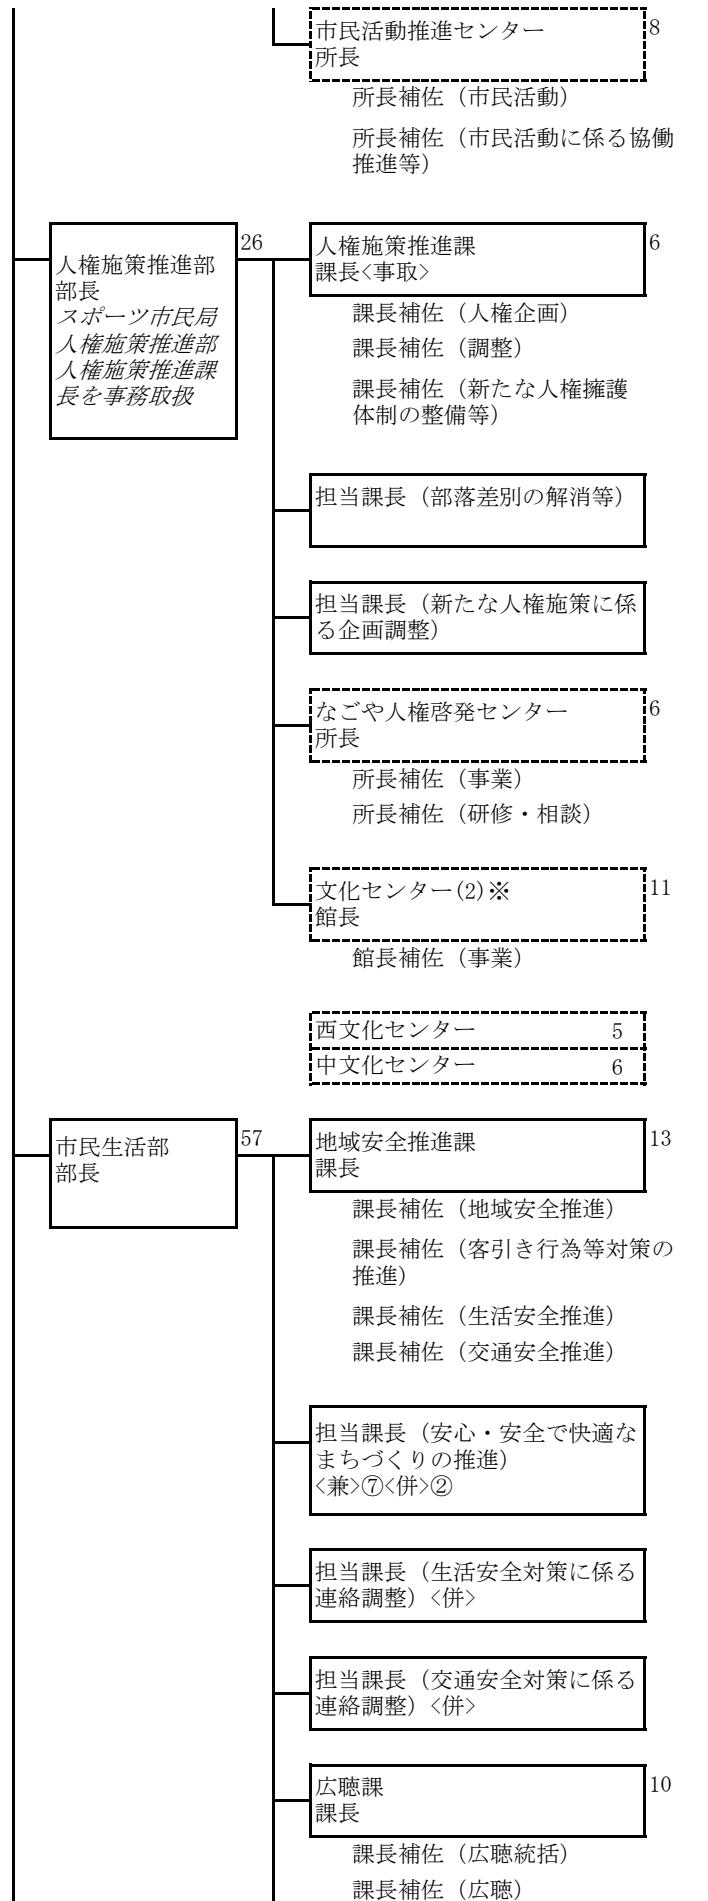 市民活動推進センター 8
所長
所長補佐（市民活動）
所長補佐（市民活動に係る協働
推進等）
人権施策推進部 26
部長
スポーツ市民局
人権施策推進部
人権施策推進課
長を事務取扱
人権施策推進課 6
課長<事取>
課長補佐（人権企画）
課長補佐（調整）
課長補佐（新たな人権擁護
体制の整備等）
担当課長（部落差別の解消等）
担当課長（新たな人権施策に係
る企画調整）
なごや人権啓発センター 6
所長
所長補佐（事業）
所長補佐（研修・相談）
文化センター(2)※ 11
館長
館長補佐（事業）
西文化センター 5
中文化センター 6
市民生活部 57
部長
地域安全推進課 13
課長
課長補佐（地域安全推進）
課長補佐（客引き行為等対策の
推進）
課長補佐（生活安全推進）
課長補佐（交通安全推進）
担当課長（安心・安全で快適な
まちづくりの推進）
<兼>⑦<併>②
担当課長（生活安全対策に係る
連絡調整）<併>
担当課長（交通安全対策に係る
連絡調整）<併>
広聴課 10
課長
課長補佐（広聴統括）
課長補佐（広聴）